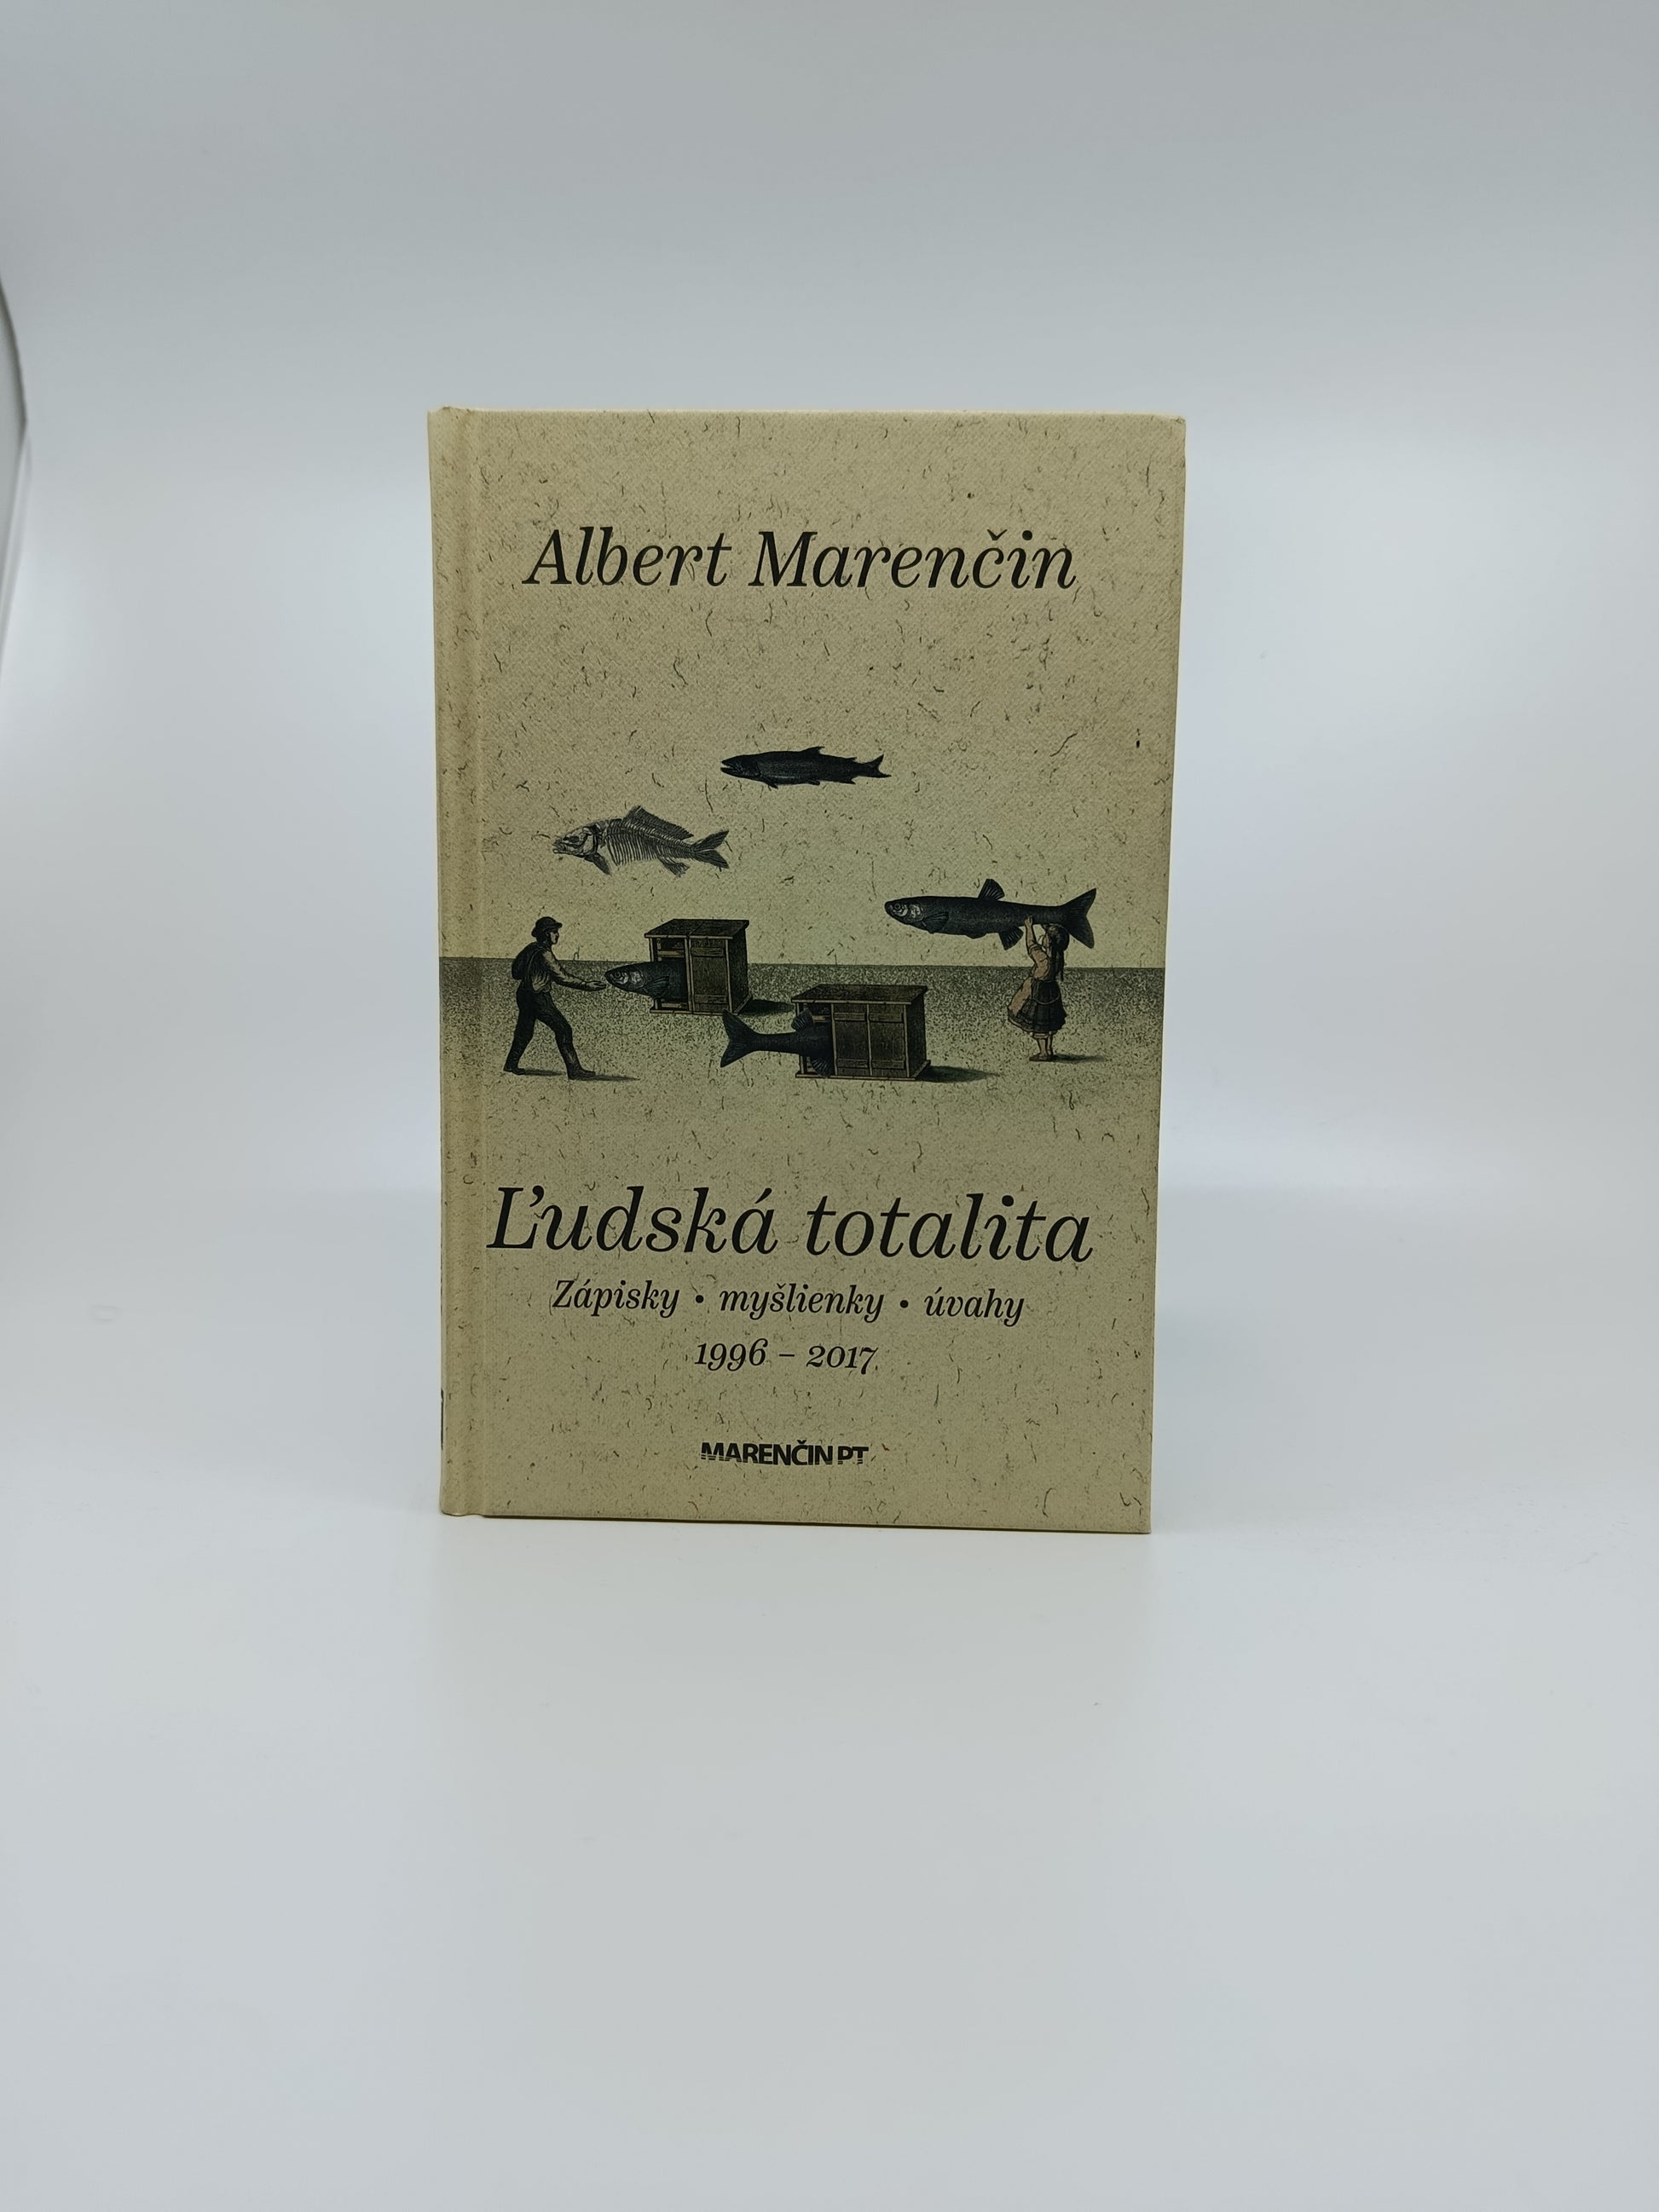 Albert Marenčin
Ľudská totalita
Zápisky • myšlienky • úvahy
1996 – 2017
MARENČIN PT